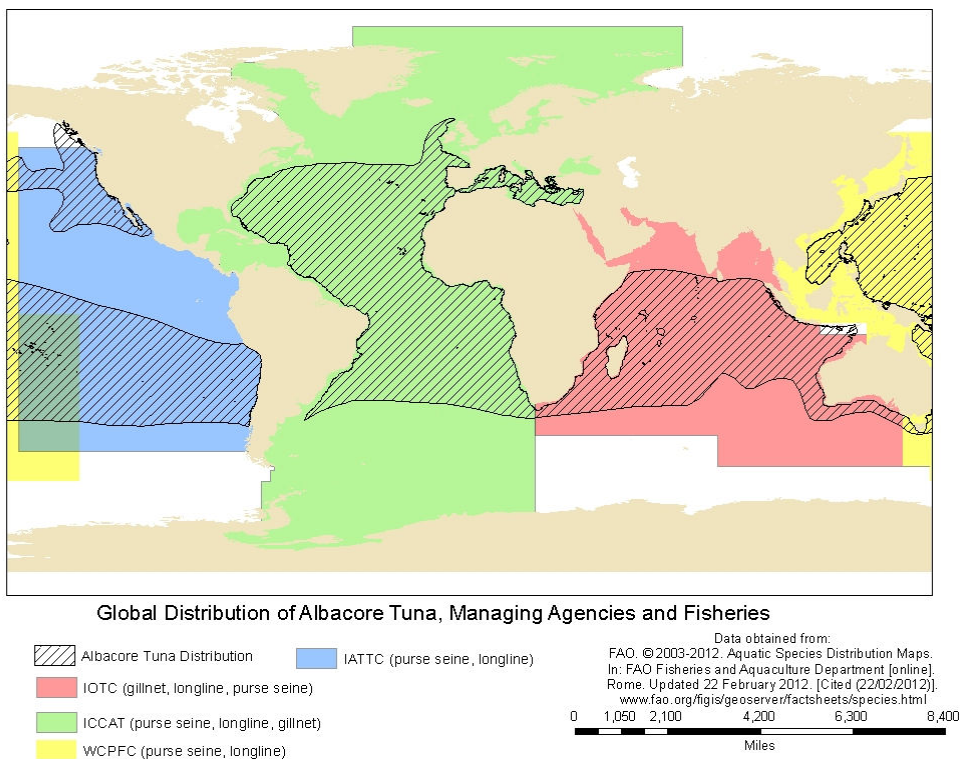 Global Distribution of Albacore Tuna, Managing Agencies and Fisheries
Albacore Tuna Distribution
IATTC (purse seine, longline)
IOTC (gillnet, longline, purse seine)
ICCAT (purse seine, longline, gillnet)
WCPFC (purse seine, longline)
Data obtained from:
FAO. ©2003-2012. Aquatic Species Distribution Maps.
In: FAO Fisheries and Aquaculture Department [online].
Rome. Updated 22 February 2012. [Cited (22/02/2012)].
www.fao.org/figis/geoserver/factsheets/species.html
0 1,050 2,100 4,200 6,300 8,400
Miles